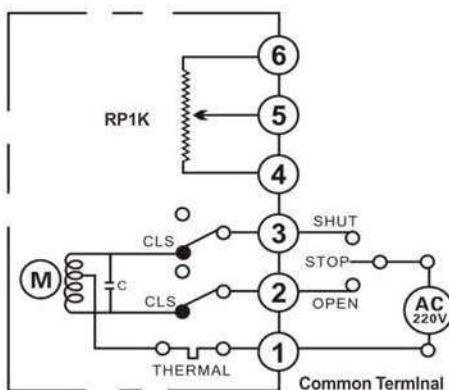 6
RP1K
5
4
CLS
3
SHUT
STOP
M
C
CLS
2
OPEN
AC
220V
THERMAL
1
Common Terminal